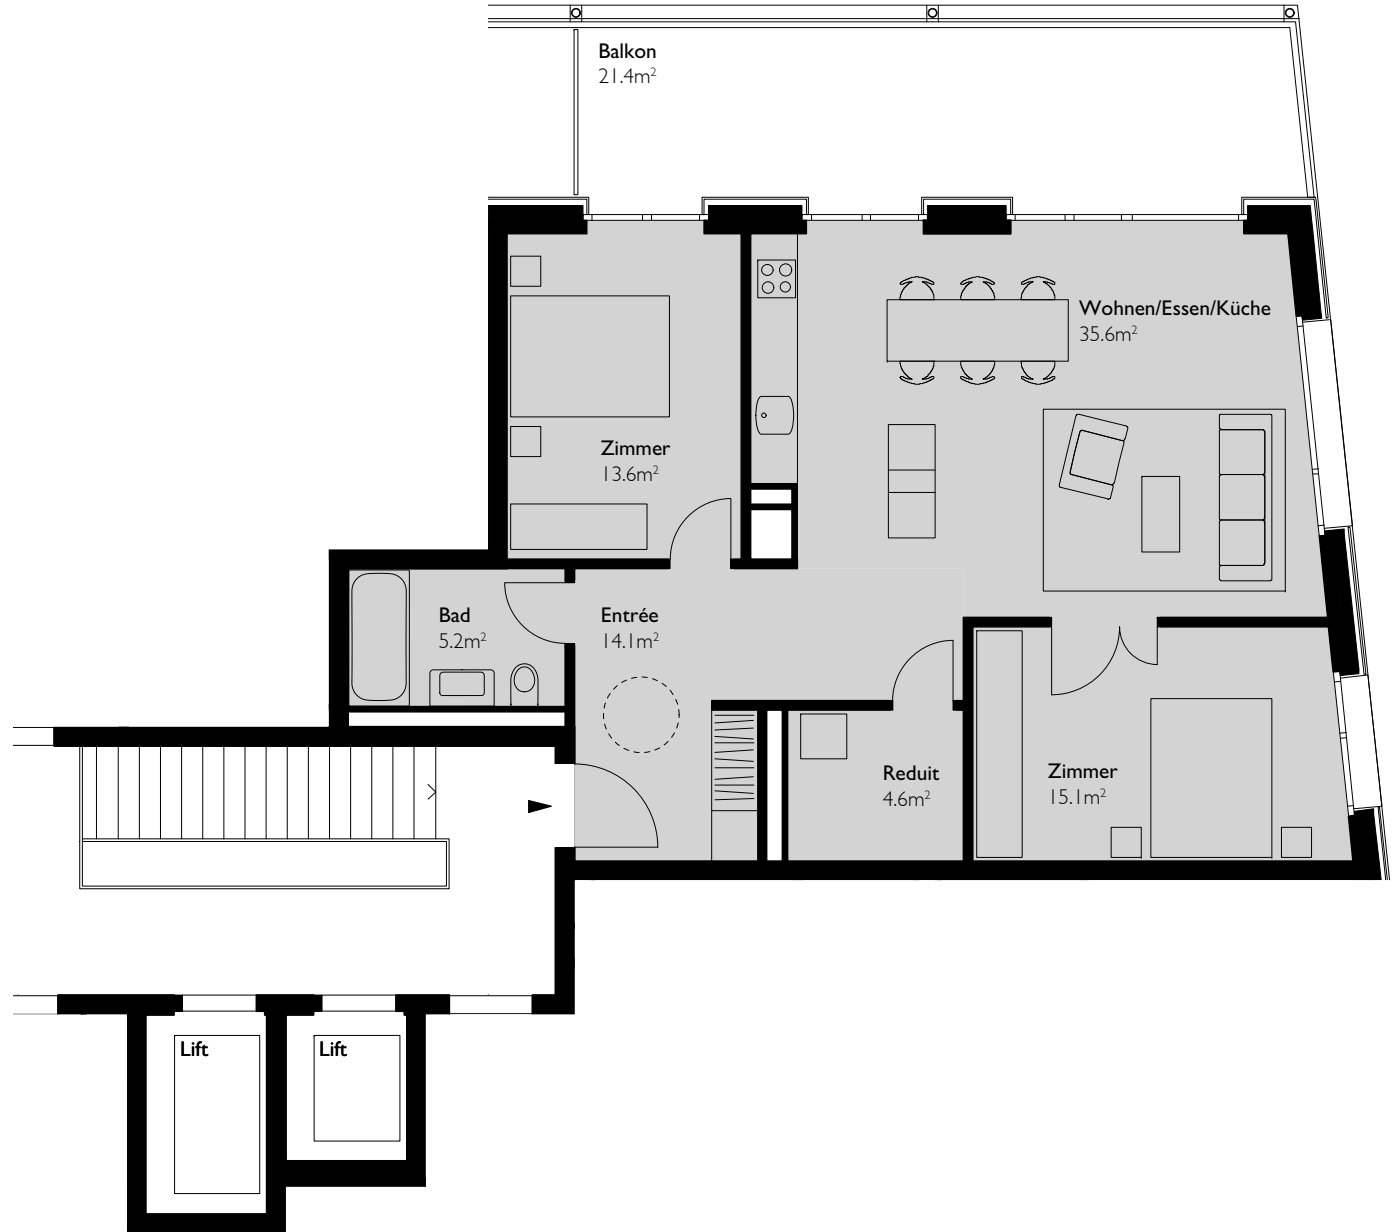 Balkon
21.4m²
Wohnen/Essen/Küche
35.6m²
Zimmer
13.6m²
Bad
5.2m²
Entrée
14.1m²
Reduit
4.6m²
Zimmer
15.1m²
Lift
Lift